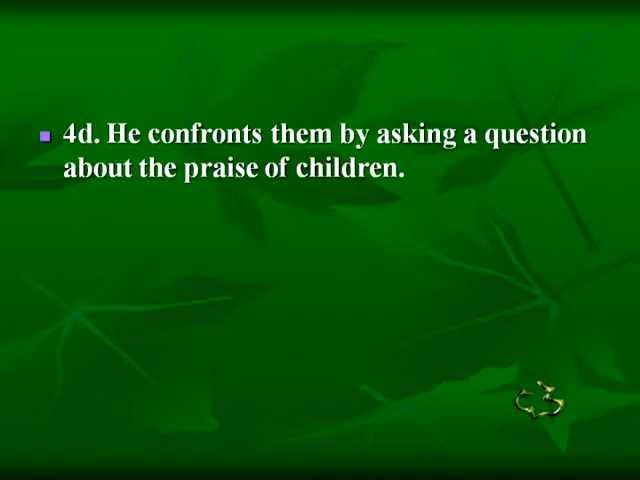 4d. He confronts them by asking a question
about the praise of children.